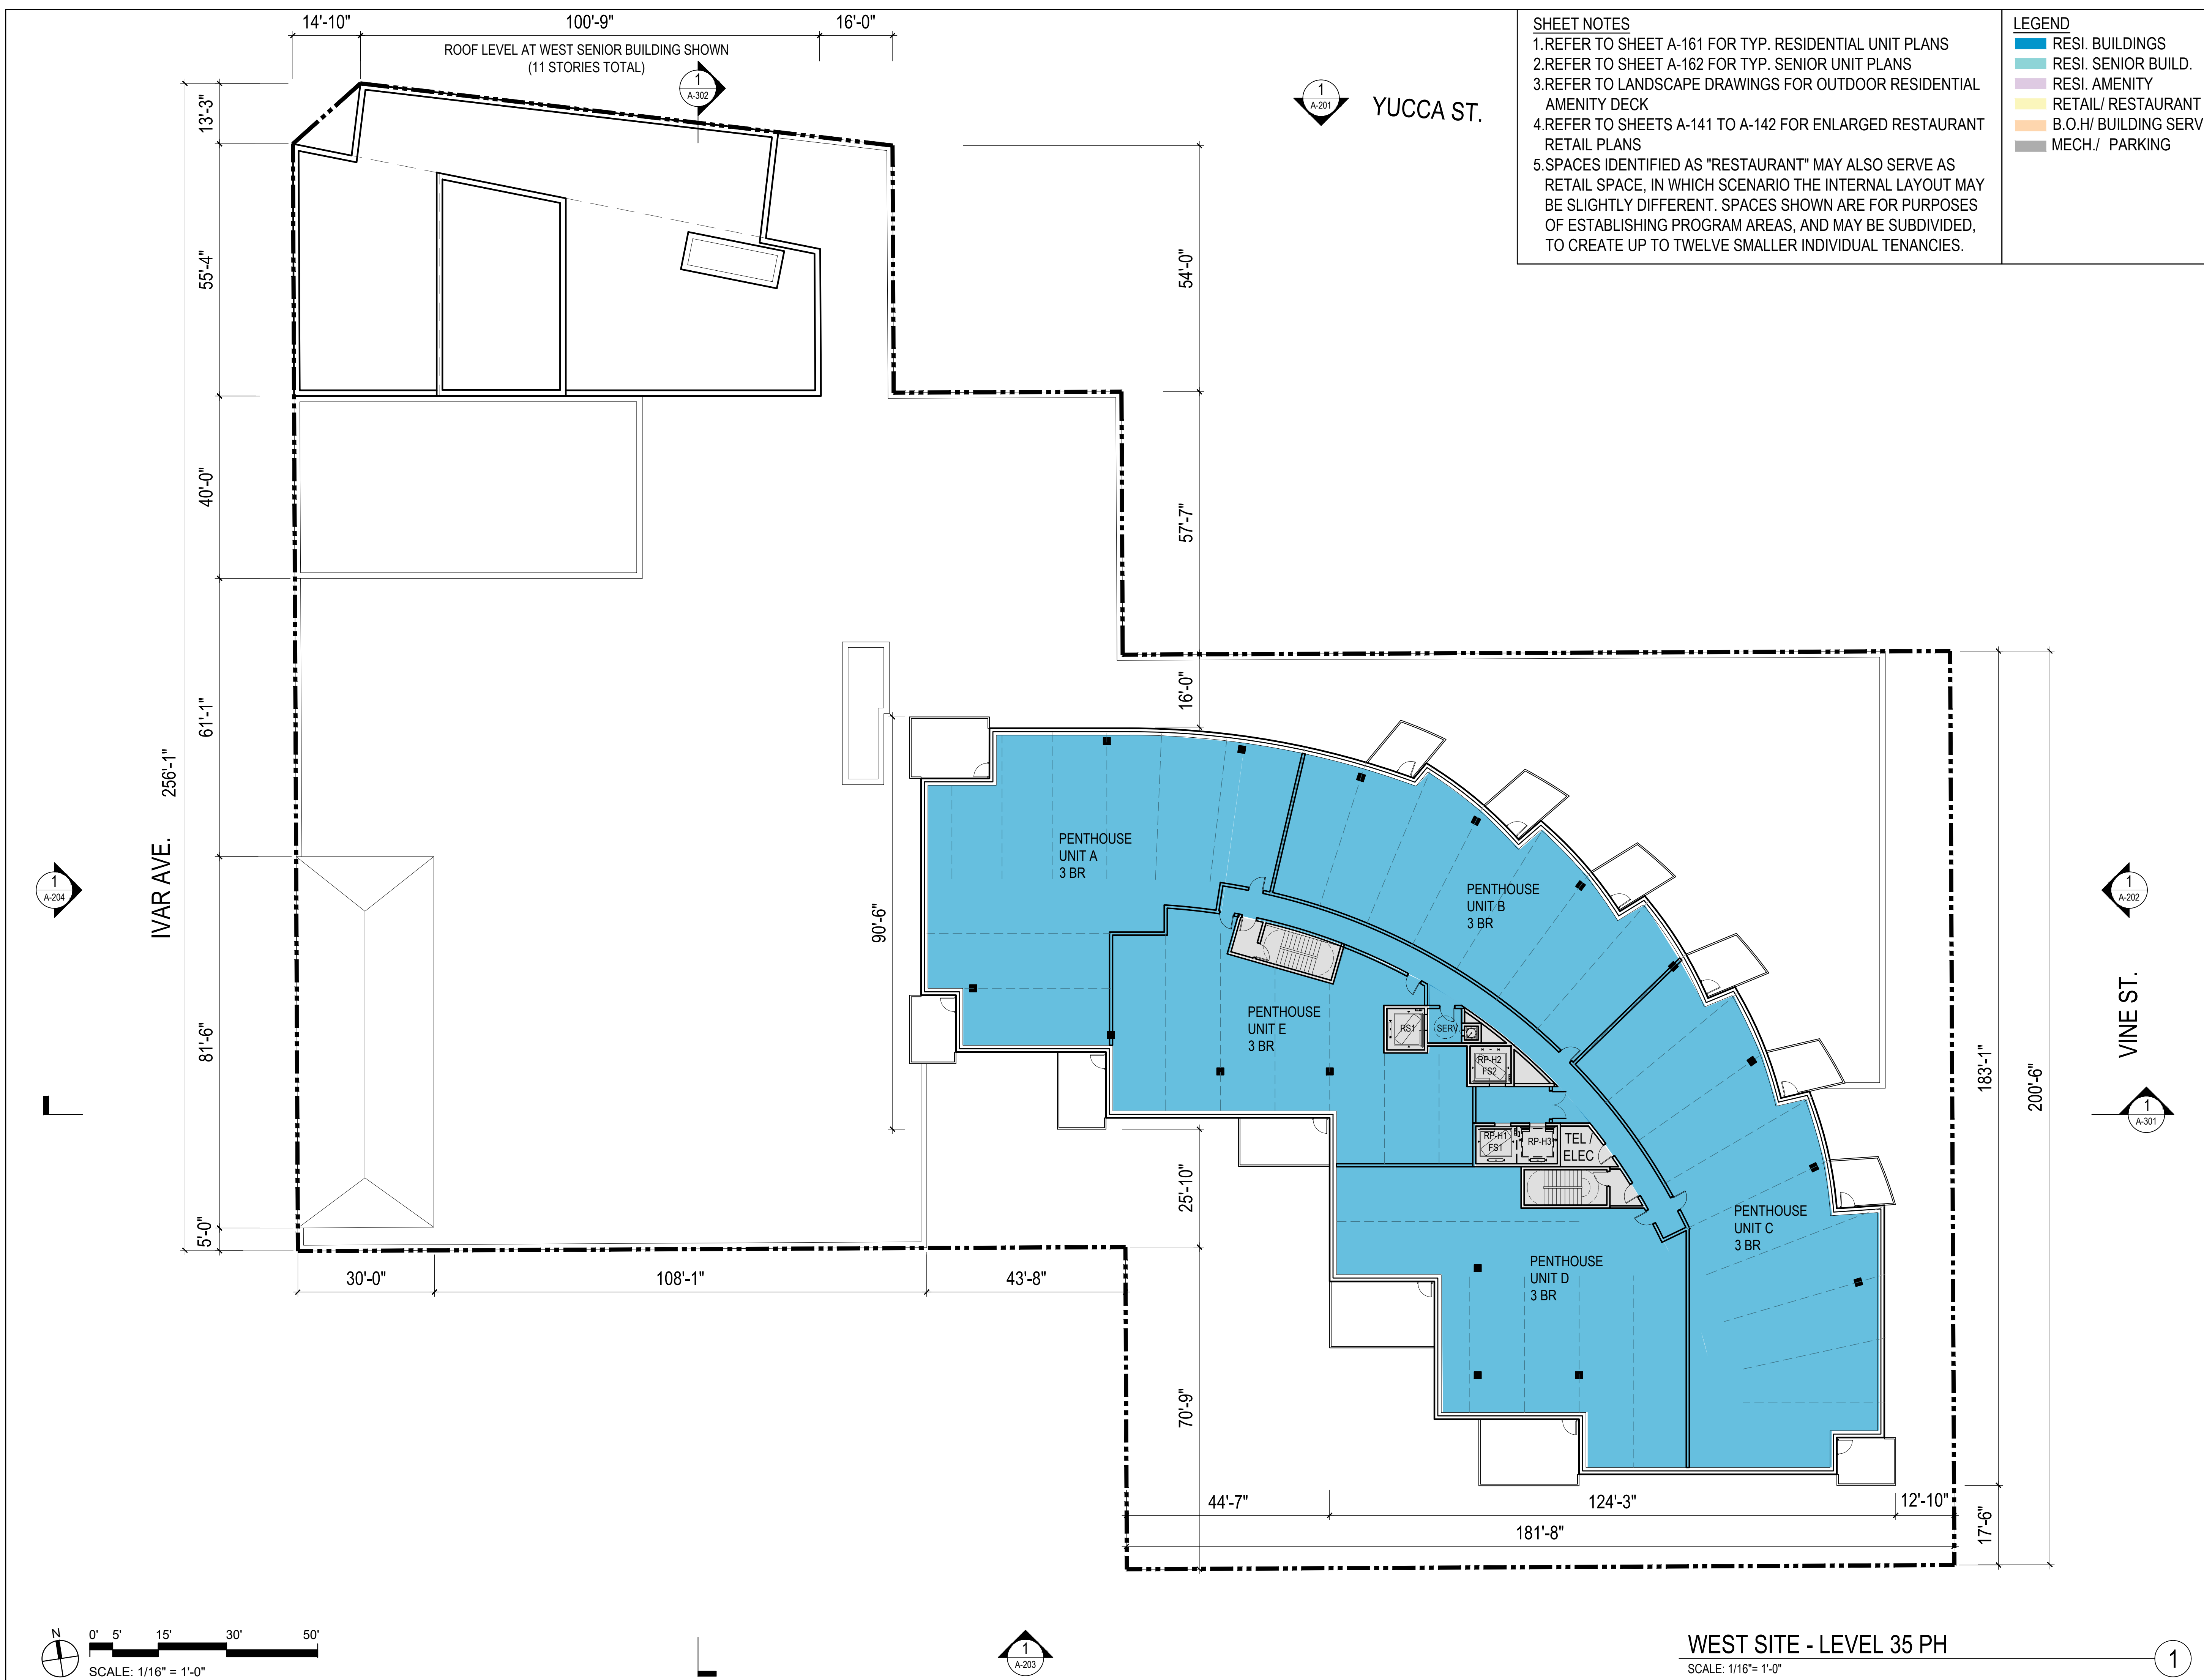 14'-10"
100'-9"
16'-0"
ROOF LEVEL AT WEST SENIOR BUILDING SHOWN
(11 STORIES TOTAL)
1
A-302
1
A-201
YUCCA ST.
SHEET NOTES
1.REFER TO SHEET A-161 FOR TYP. RESIDENTIAL UNIT PLANS
2.REFER TO SHEET A-162 FOR TYP. SENIOR UNIT PLANS
3.REFER TO LANDSCAPE DRAWINGS FOR OUTDOOR RESIDENTIAL
AMENITY DECK
4.REFER TO SHEETS A-141 TO A-142 FOR ENLARGED RESTAURANT
RETAIL PLANS
5.SPACES IDENTIFIED AS "RESTAURANT" MAY ALSO SERVE AS
RETAIL SPACE, IN WHICH SCENARIO THE INTERNAL LAYOUT MAY
BE SLIGHTLY DIFFERENT. SPACES SHOWN ARE FOR PURPOSES
OF ESTABLISHING PROGRAM AREAS, AND MAY BE SUBDIVIDED,
TO CREATE UP TO TWELVE SMALLER INDIVIDUAL TENANCIES.
LEGEND
RESI. BUILDINGS
RESI. SENIOR BUILD.
RESI. AMENITY
RETAIL/ RESTAURANT
B.O.H/ BUILDING SERV
MECH./ PARKING
13'-3"
55'-4"
40'-0"
61'-1"
256'-1"
81'-6"
5'-0"
IVAR AVE.
1
A-204
54'-0"
57'-7"
16'-0"
90'-6"
25'-10"
70'-9"
PENTHOUSE
UNIT A
3 BR
PENTHOUSE
UNIT B
3 BR
PENTHOUSE
UNIT E
3 BR
RS1
SERV.
RP-H2
FS2
RP-H1
FS1
RP-H3
TEL /
ELEC
PENTHOUSE
UNIT C
3 BR
PENTHOUSE
UNIT D
3 BR
1
A-202
VINE ST.
1
A-301
183'-1"
200'-6"
17'-6"
30'-0"
108'-1"
43'-8"
44'-7"
124'-3"
12'-10"
181'-8"
N
0' 5' 15' 30' 50'
SCALE: 1/16" = 1'-0"
1
A-203
WEST SITE - LEVEL 35 PH
SCALE: 1/16"= 1'-0"
1